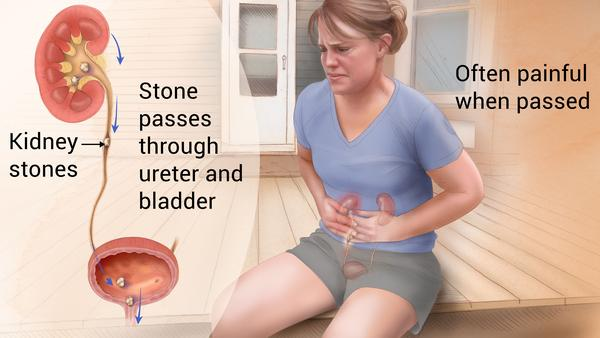 Kidney
stones
Stone
passes
through
ureter and
bladder
Often painful
when passed